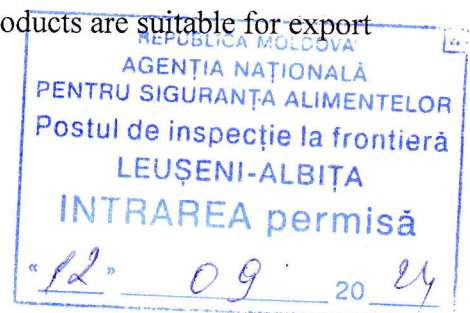 oducts are suitable for export
REPUBLICA MOLDOVA
AGENȚIA NAȚIONALĂ
PENTRU SIGURANȚA ALIMENTELOR
Postul de inspecție la frontieră
LEUȘENI-ALBIȚA
INTRAREA permisă
"12" 09 20 24